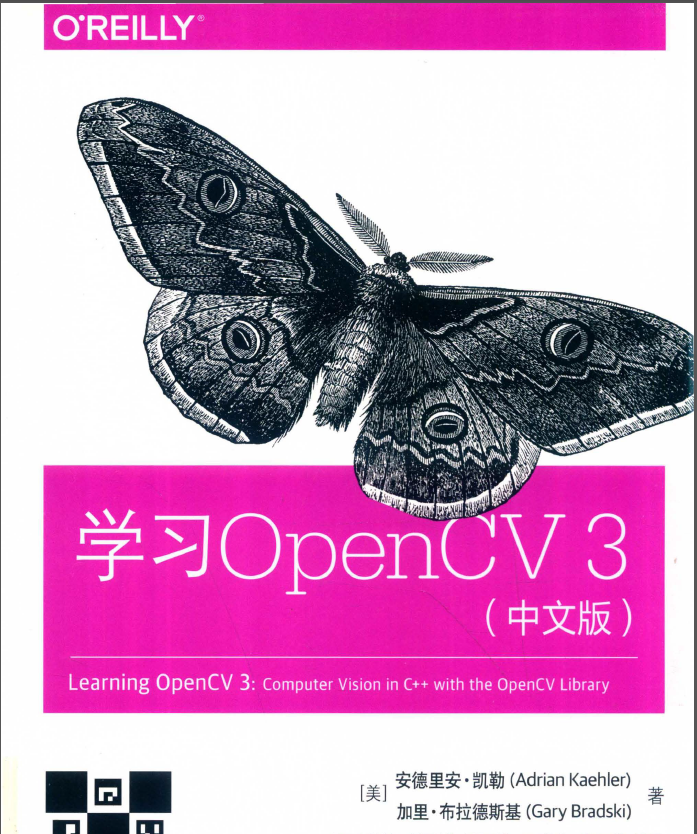 O'REILLY®
学习OpenCV 3
（中文版）
Learning OpenCV 3: Computer Vision in C++ with the OpenCV Library
[美] 安德里安·凯勒 (Adrian Kaehler) 著
加里·布拉德斯基 (Gary Bradski)